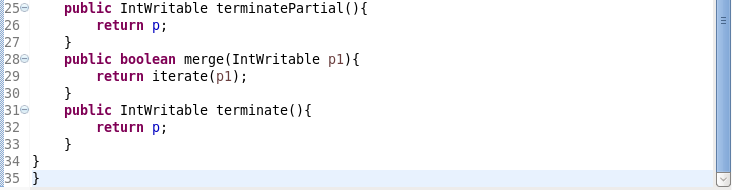 25 public IntWritable terminatePartial(){
26 return p;
27 }
28 public boolean merge(IntWritable p1){
29 return iterate(p1);
30 }
31 public IntWritable terminate(){
32 return p;
33 }
34 }
35 }